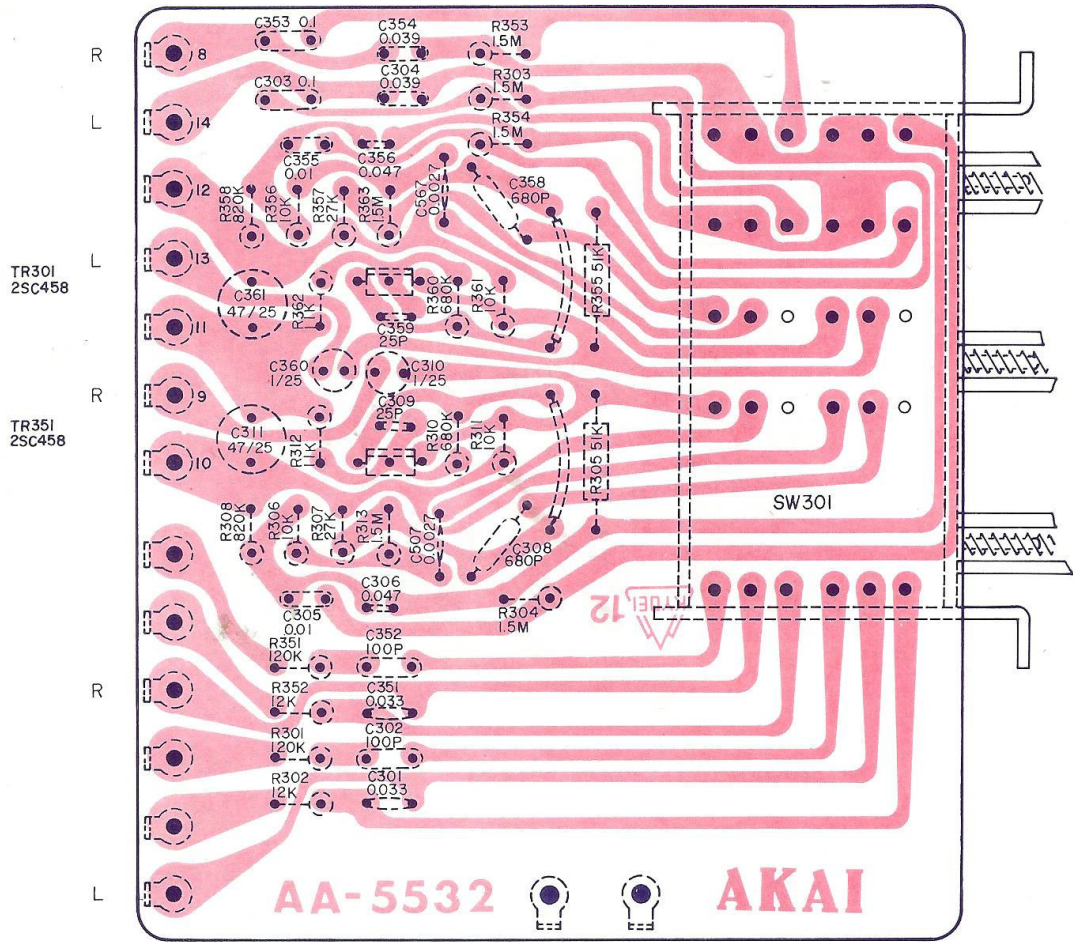 C353 0.1
C354
0.039
R353
1.5M
R
8
C304
0.039
C303 0.1
R303
1.5M
L
14
R354
1.5M
C355
0.01
C356
0.047
12
R358
820K
R356
10K
R357
27K
R363
1.5M
C567
0.0027
C358
680P
L
13
TR301
2SC458
C361
47/25
R362
1.1K
R360
680K
R361
10K
R355 51K
11
C359
25P
C360
1/25
C310
1/25
R
9
C309
25P
TR351
2SC458
C311
47/25
R312
1.1K
R310
680K
R311
10K
R305 51K
10
SW301
R308
820K
R306
10K
R307
27K
R313
1.5M
C507
0.0027
C308
680P
C306
0.047
C305
0.01
R304
1.5M
12
R351
120K
C352
100P
R
R352
12K
C351
0.033
R301
120K
C302
100P
R302
12K
C301
0.033
L
AA-5532
AKAI